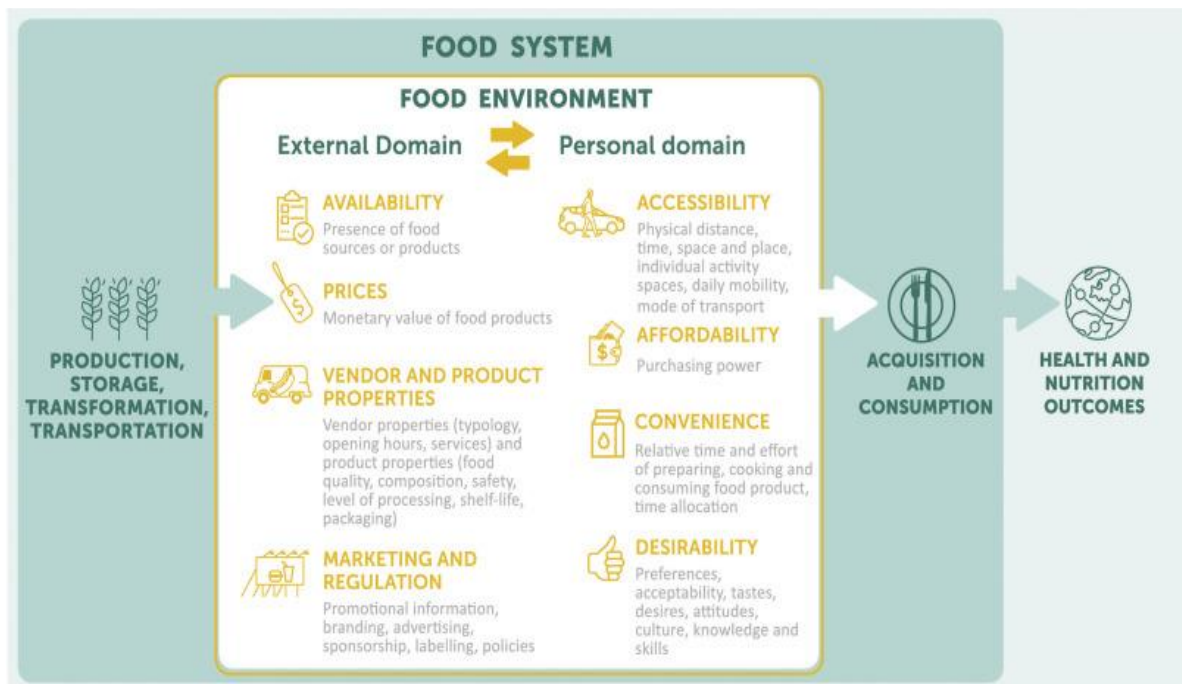 FOOD SYSTEM
FOOD ENVIRONMENT
External Domain
Personal domain
AVAILABILITY
Presence of food
sources or products
PRICES
Monetary value of food products
VENDOR AND PRODUCT
PROPERTIES
Vendor properties (typology,
opening hours, services) and
product properties (food
quality, composition, safety,
level of processing, shelf-life,
packaging)
MARKETING AND
REGULATION
Promotional information,
branding, advertising,
sponsorship, labelling, policies
ACCESSIBILITY
Physical distance,
time, space and place,
individual activity
spaces, daily mobility,
mode of transport
AFFORDABILITY
Purchasing power
CONVENIENCE
Relative time and effort
of preparing, cooking and
consuming food product,
time allocation
DESIRABILITY
Preferences,
acceptability, tastes,
desires, attitudes,
culture, knowledge and
skills
PRODUCTION,
STORAGE,
TRANSFORMATION,
TRANSPORTATION
ACQUISITION
AND
CONSUMPTION
HEALTH AND
NUTRITION
OUTCOMES